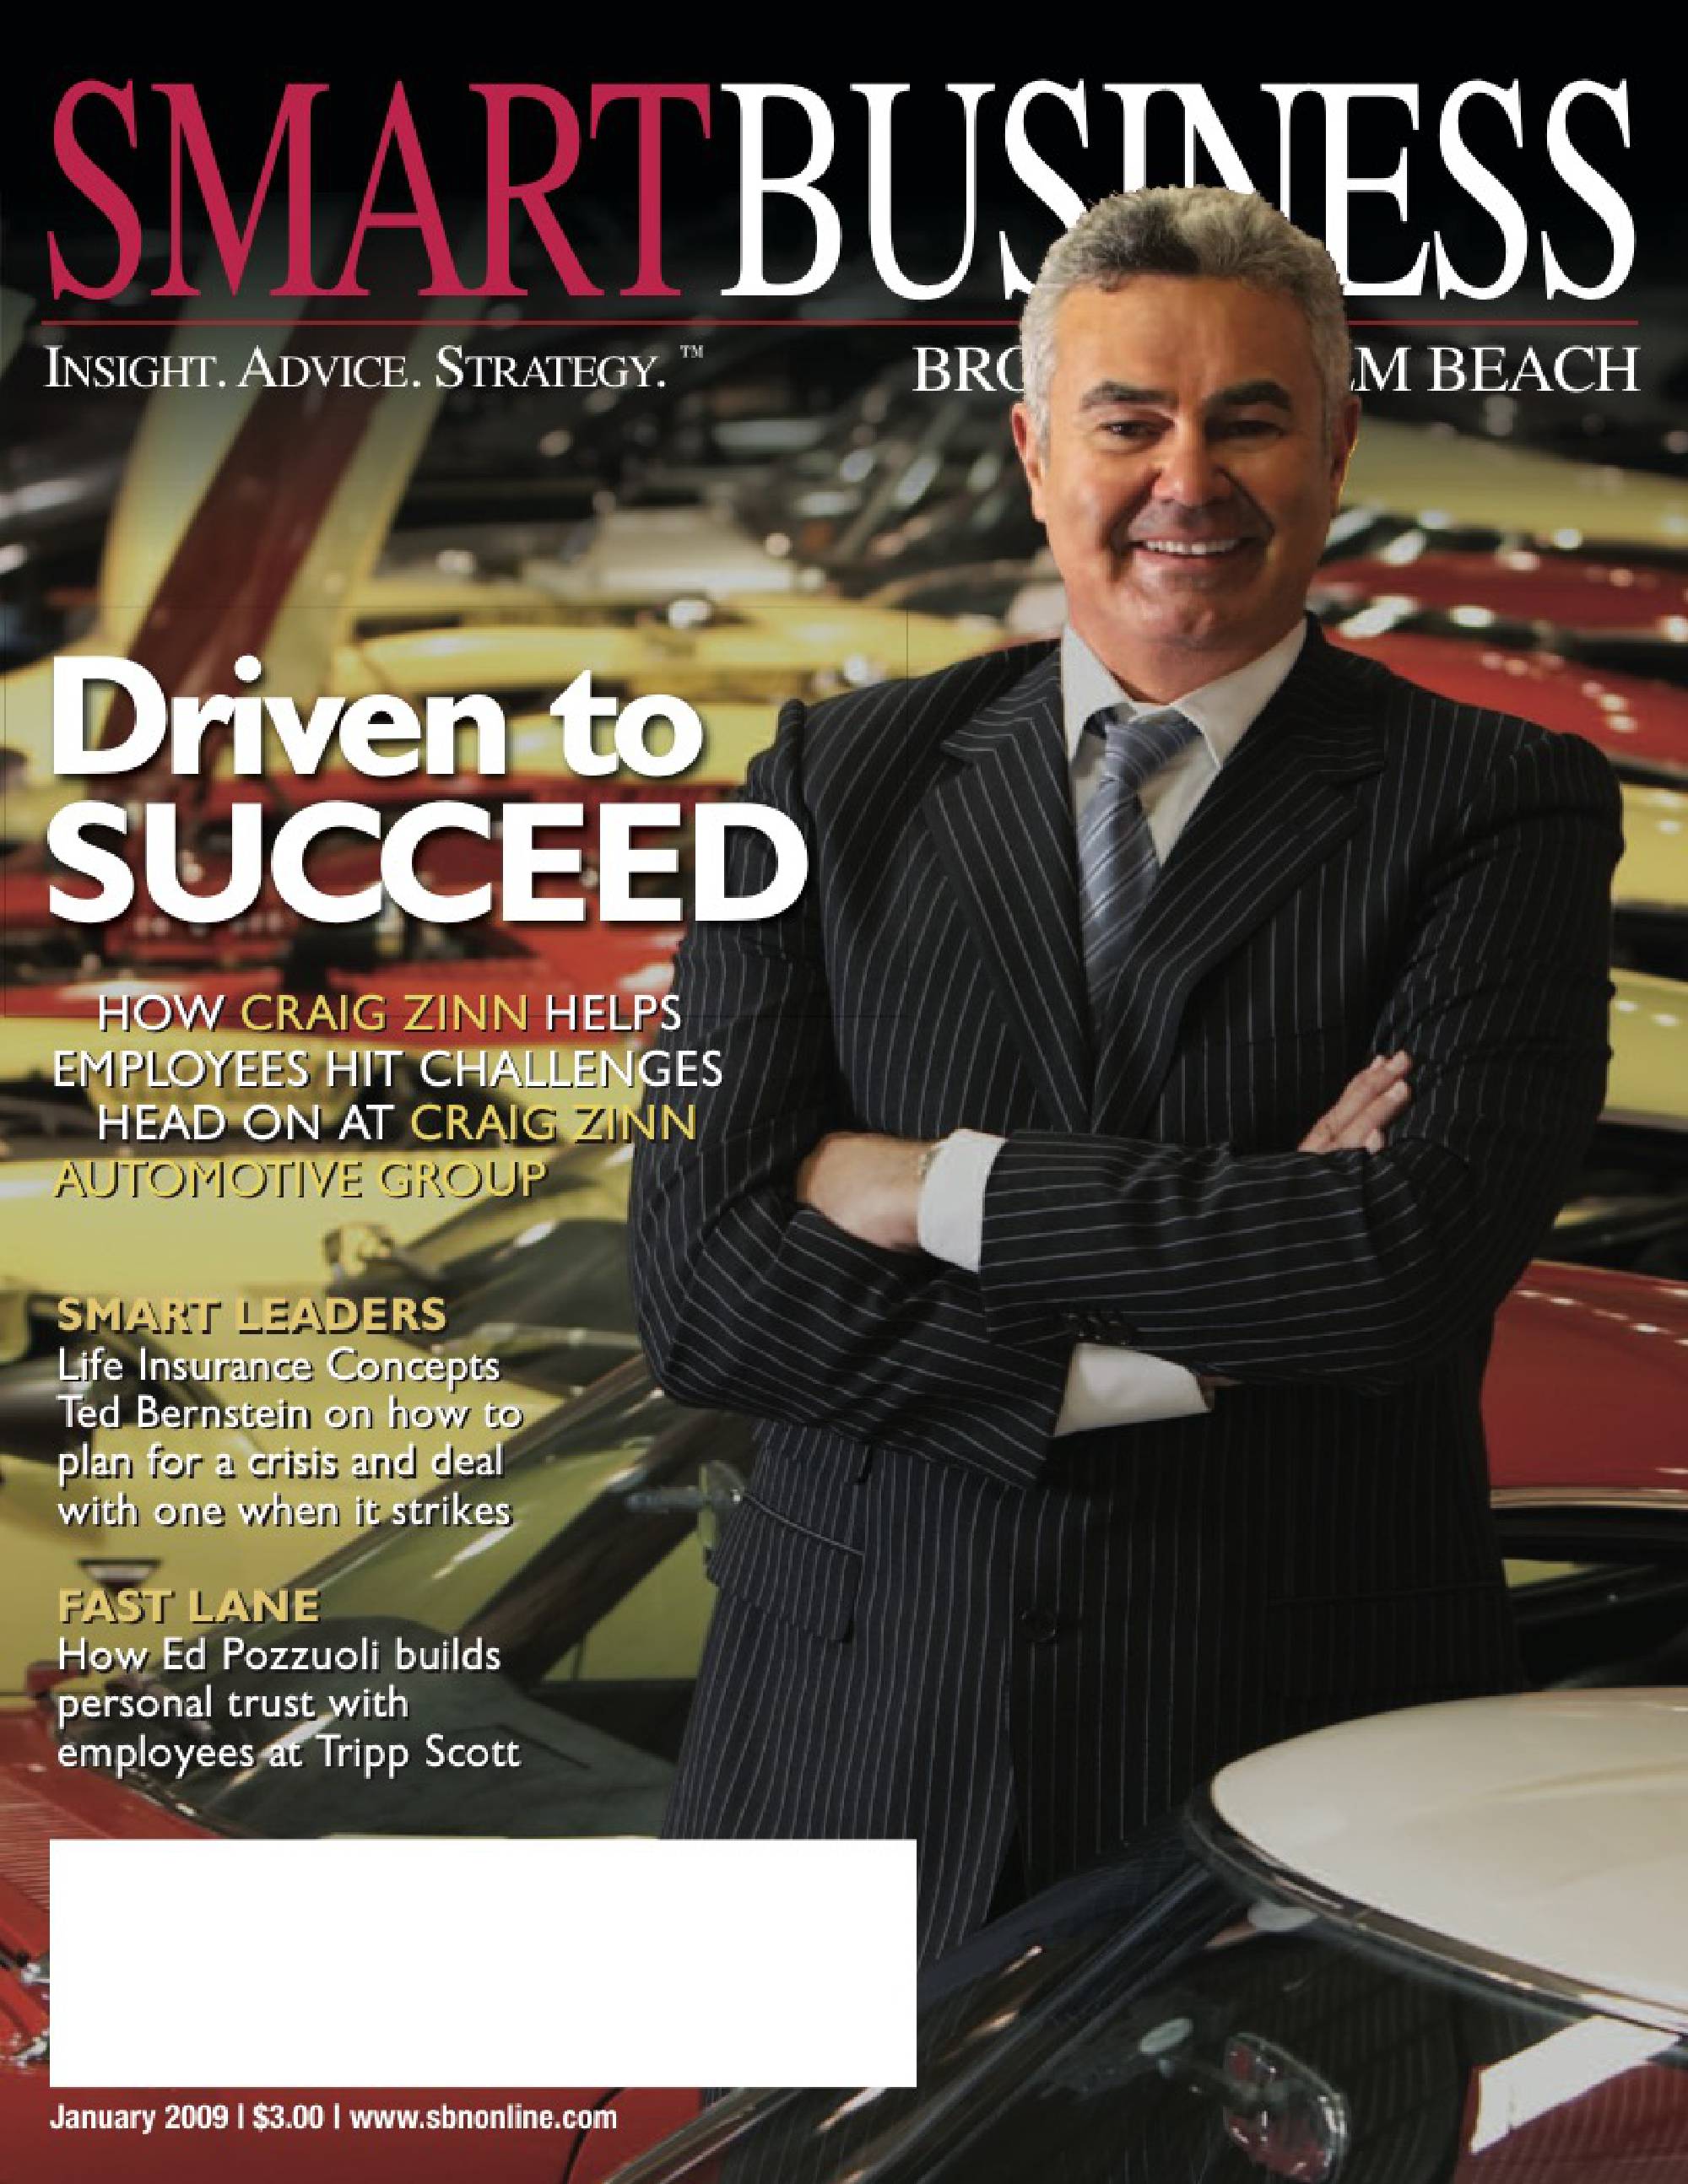 SMARTBUSINESS
INSIGHT. ADVICE. STRATEGY.™
BEACH
Driven to
SUCCEED
HOW CRAIG ZINN HELPS
EMPLOYEES HIT CHALLENGES
HEAD ON AT CRAIG ZINN
AUTOMOTIVE GROUP
SMART LEADERS
Life Insurance Concepts
Ted Bernstein on how to
plan for a crisis and deal
with one when it strikes
FAST LANE
How Ed Pozzuoli builds
personal trust with
employees at Tripp Scott
January 2009 | $3.00 | www.sbnonline.com